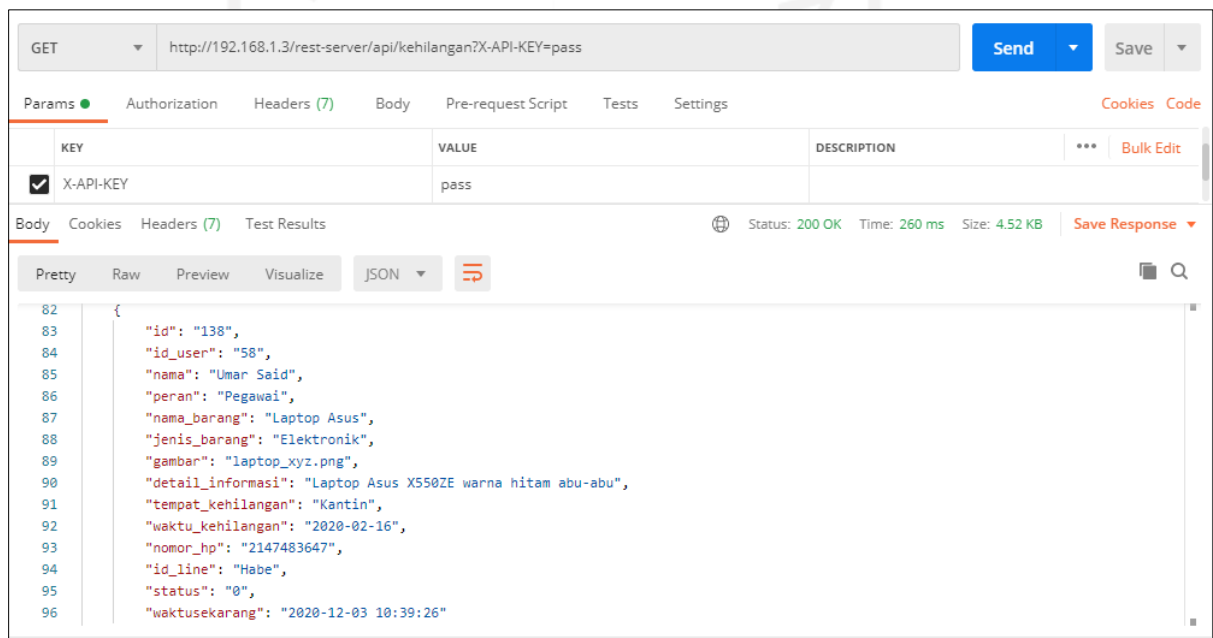 GET http://192.168.1.3/rest-server/api/kehilangan?X-API-KEY=pass Send Save
Params Authorization Headers (7) Body Pre-request Script Tests Settings Cookies Code
KEY VALUE DESCRIPTION ••• Bulk Edit
X-API-KEY pass
Body Cookies Headers (7) Test Results Status: 200 OK Time: 260 ms Size: 4.52 KB Save Response
Pretty Raw Preview Visualize JSON
82 {
83 "id": "138",
84 "id_user": "58",
85 "nama": "Umar Said",
86 "peran": "Pegawai",
87 "nama_barang": "Laptop Asus",
88 "jenis_barang": "Elektronik",
89 "gambar": "laptop_xyz.png",
90 "detail_informasi": "Laptop Asus X550ZE warna hitam abu-abu",
91 "tempat_kehilangan": "Kantin",
92 "waktu_kehilangan": "2020-02-16",
93 "nomor_hp": "2147483647",
94 "id_line": "Habe",
95 "status": "0",
96 "waktusekarang": "2020-12-03 10:39:26"